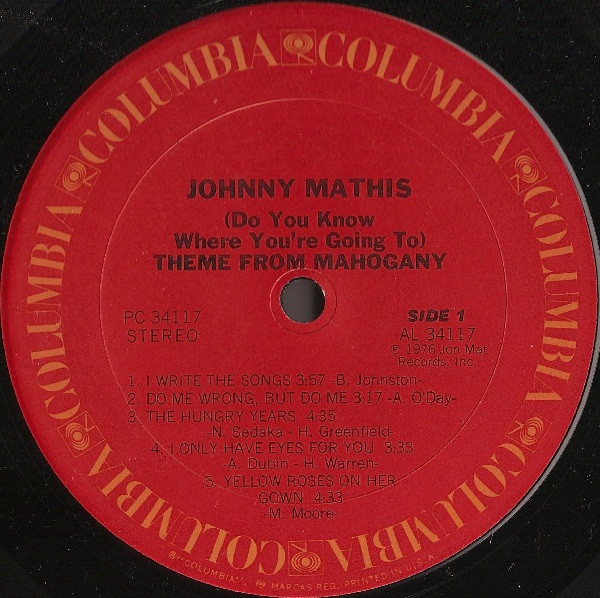 COLUMBIA COLUMBIA COLUMBIA COLUMBIA COLUMBIA COLUMBIA
JOHNNY MATHIS
(Do You Know
Where You're Going To)
THEME FROM MAHOGANY
PC 34117
STEREO
SIDE 1
AL 34117
℗ 1976 Jon Mat
Records, Inc.
1. I WRITE THE SONGS 3:57 -B. Johnston-
2. DO ME WRONG, BUT DO ME 3:17 -A. O'Day-
3. THE HUNGRY YEARS 4:35
-N. Sedaka - H. Greenfield-
4. I ONLY HAVE EYES FOR YOU 3:33
-A. Dubin - H. Warren-
5. YELLOW ROSES ON HER
GOWN 4:33
-M. Moore-
® "COLUMBIA", MARCAS REG. PRINTED IN U.S.A.